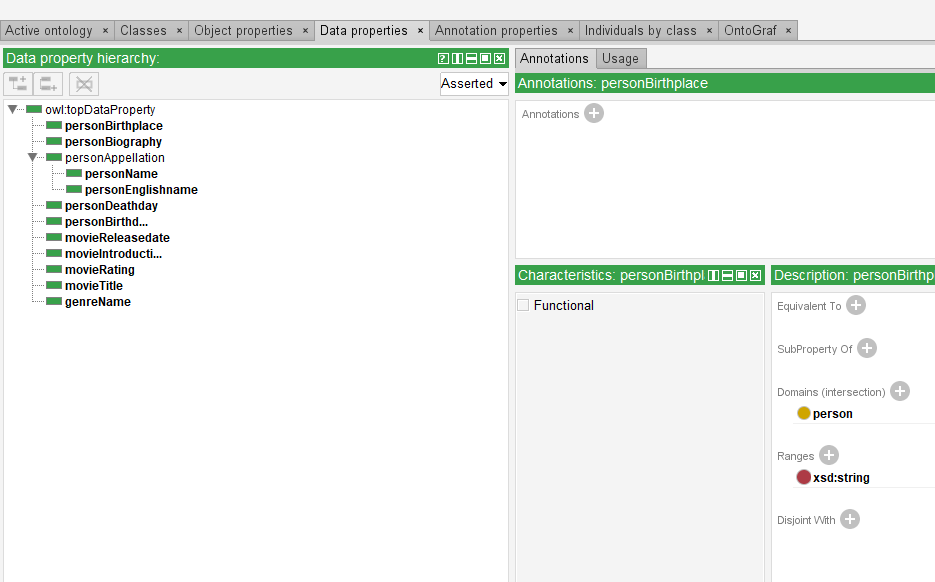 Active ontology × Classes × Object properties × Data properties × Annotation properties × Individuals by class × OntoGraf ×
Data property hierarchy:
Asserted
owl:topDataProperty
personBirthplace
personBiography
personAppellation
personName
personEnglishname
personDeathday
personBirthd...
movieReleasedate
movieIntroducti...
movieRating
movieTitle
genreName
Annotations Usage
Annotations: personBirthplace
Annotations
Characteristics: personBirthpl
Functional
Description: personBirthp
Equivalent To
SubProperty Of
Domains (intersection)
person
Ranges
xsd:string
Disjoint With